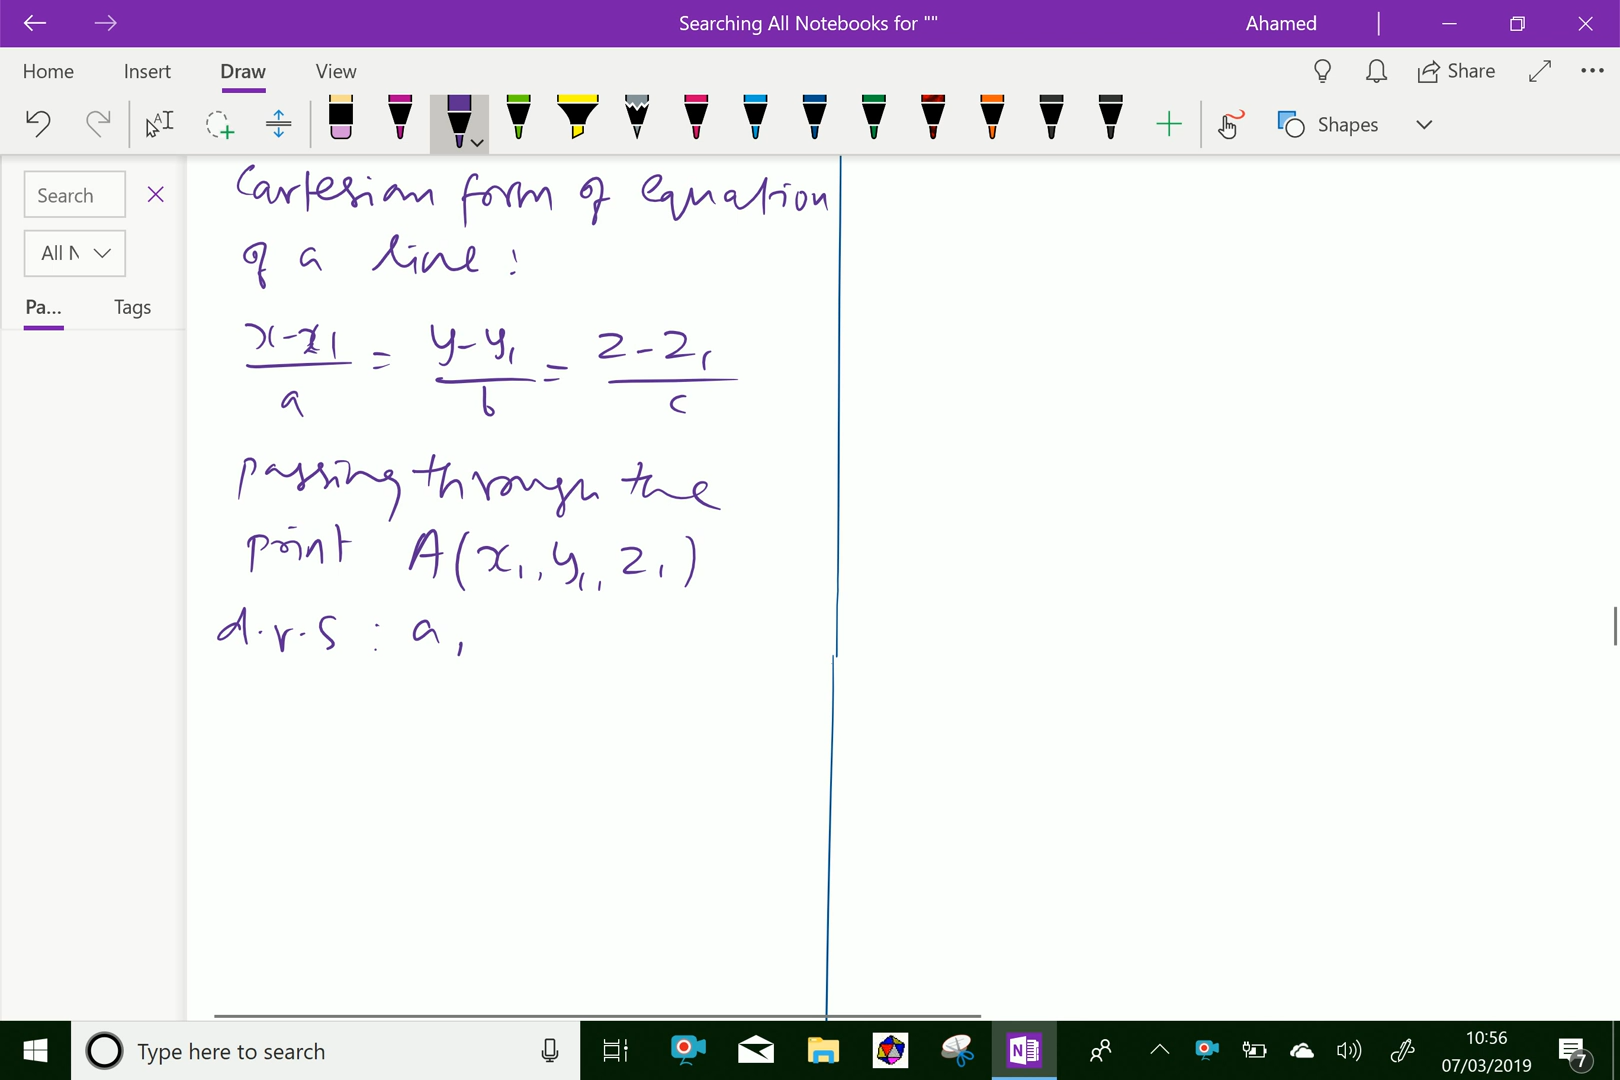 Searching All Notebooks for ""
Ahamed
Home Insert Draw View
Share
Shapes
Search
All N
Pa... Tags
Cartesian form of equation
of a line :
x-x1/a = y-y1/b = z-z1/c
passing through the
point A(x1, y1, z1)
d.r.s : a,
Type here to search
N
10:56
07/03/2019
7